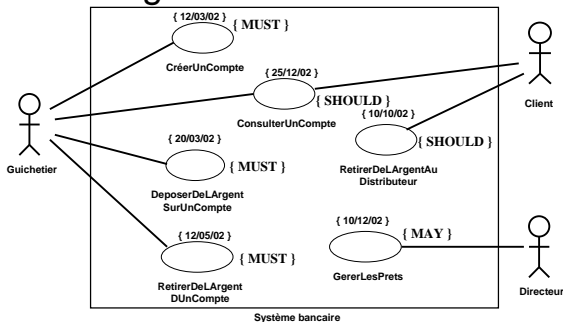 g
{ 12/03/02 }
{ MUST }
CréerUnCompte
{ 25/12/02 }
{ SHOULD }
ConsulterUnCompte
Client
{ 10/10/02 }
{ SHOULD }
RetirerDeLArgentAu
Distributeur
Guichetier
{ 20/03/02 }
{ MUST }
DeposerDeLArgent
SurUnCompte
{ 12/05/02 }
{ MUST }
RetirerDeLArgent
DUnCompte
{ 10/12/02 }
{ MAY }
GererLesPrets
Directeur
Système bancaire